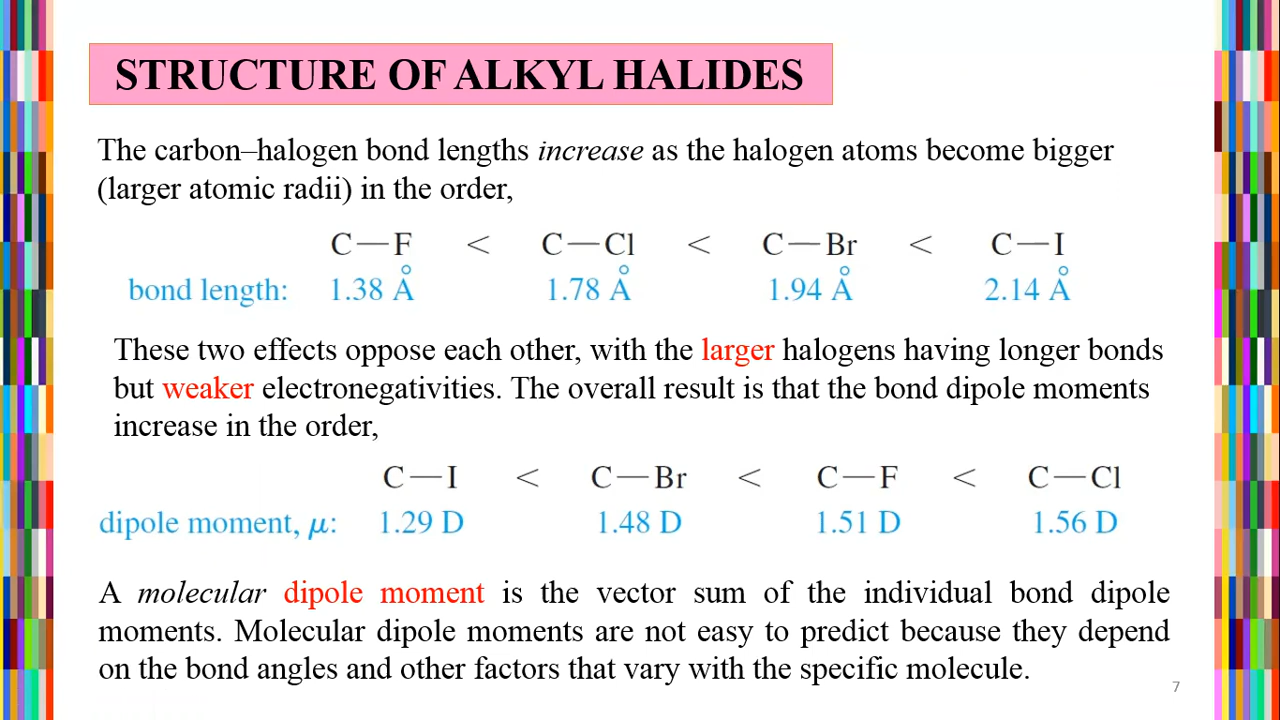 STRUCTURE OF ALKYL HALIDES
The carbon–halogen bond lengths increase as the halogen atoms become bigger
(larger atomic radii) in the order,
C—F < C—Cl < C—Br < C—I
bond length: 1.38 Å 1.78 Å 1.94 Å 2.14 Å
These two effects oppose each other, with the larger halogens having longer bonds
but weaker electronegativities. The overall result is that the bond dipole moments
increase in the order,
C—I < C—Br < C—F < C—Cl
dipole moment, μ: 1.29 D 1.48 D 1.51 D 1.56 D
A molecular dipole moment is the vector sum of the individual bond dipole
moments. Molecular dipole moments are not easy to predict because they depend
on the bond angles and other factors that vary with the specific molecule.
7